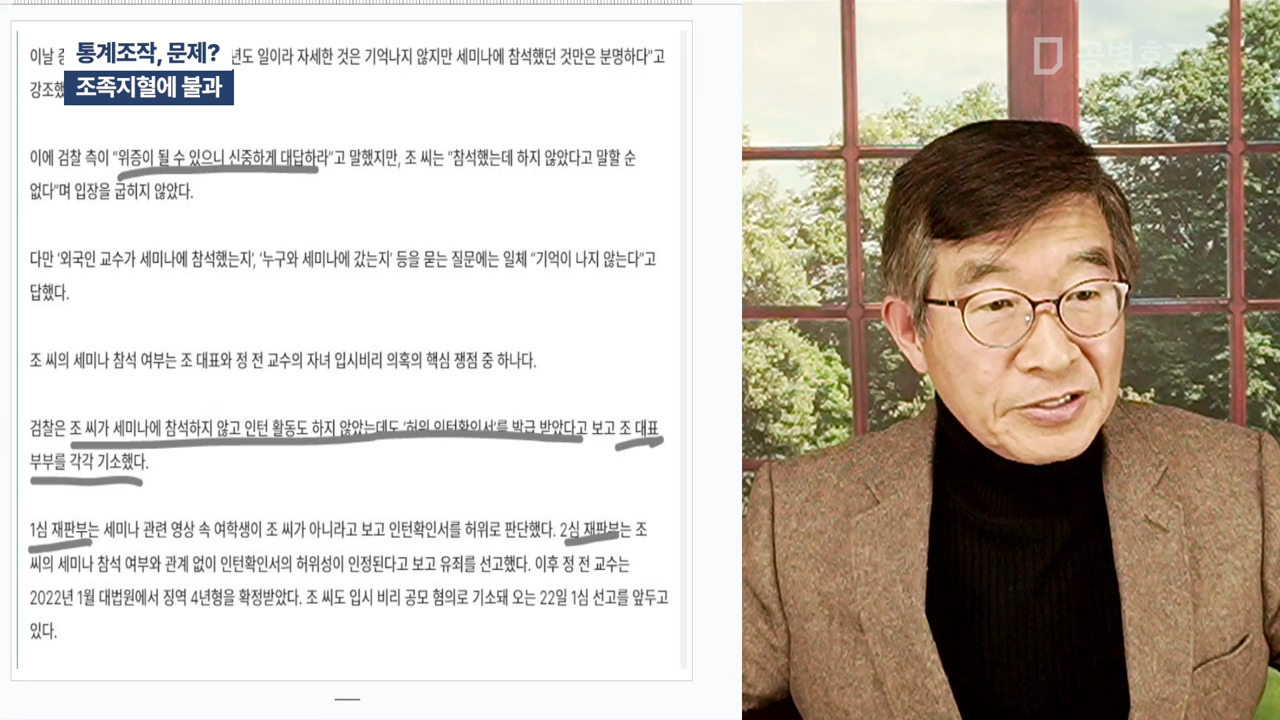 통계조작, 문제?
조족지혈에 불과
이날 년도 일이라 자세한 것은 기억나지 않지만 세미나에 참석했던 것만은 분명하다”고
강조했
이에 검찰 측이 “위증이 될 수 있으니 신중하게 대답하라”고 말했지만, 조 씨는 “참석했는데 하지 않았다고 말할 순
없다”며 입장을 굽히지 않았다.
다만 ‘외국인 교수가 세미나에 참석했는지’, ‘누구와 세미나에 갔는지’ 등을 묻는 질문에는 일체 “기억이 나지 않는다”고
답했다.
조 씨의 세미나 참석 여부는 조 대표와 정 전 교수의 자녀 입시비리 의혹의 핵심 쟁점 중 하나다.
검찰은 조 씨가 세미나에 참석하지 않고 인턴 활동도 하지 않았는데도 ‘허위 인턴확인서’를 발급 받았다고 보고 조 대표
부부를 각각 기소했다.
1심 재판부는 세미나 관련 영상 속 여학생이 조 씨가 아니라고 보고 인턴확인서를 허위로 판단했다. 2심 재판부는 조
씨의 세미나 참석 여부와 관계 없이 인턴확인서의 허위성이 인정된다고 보고 유죄를 선고했다. 이후 정 전 교수는
2022년 1월 대법원에서 징역 4년형을 확정받았다. 조 씨도 입시 비리 공모 혐의로 기소돼 오는 22일 1심 선고를 앞두고
있다.
공병호TV